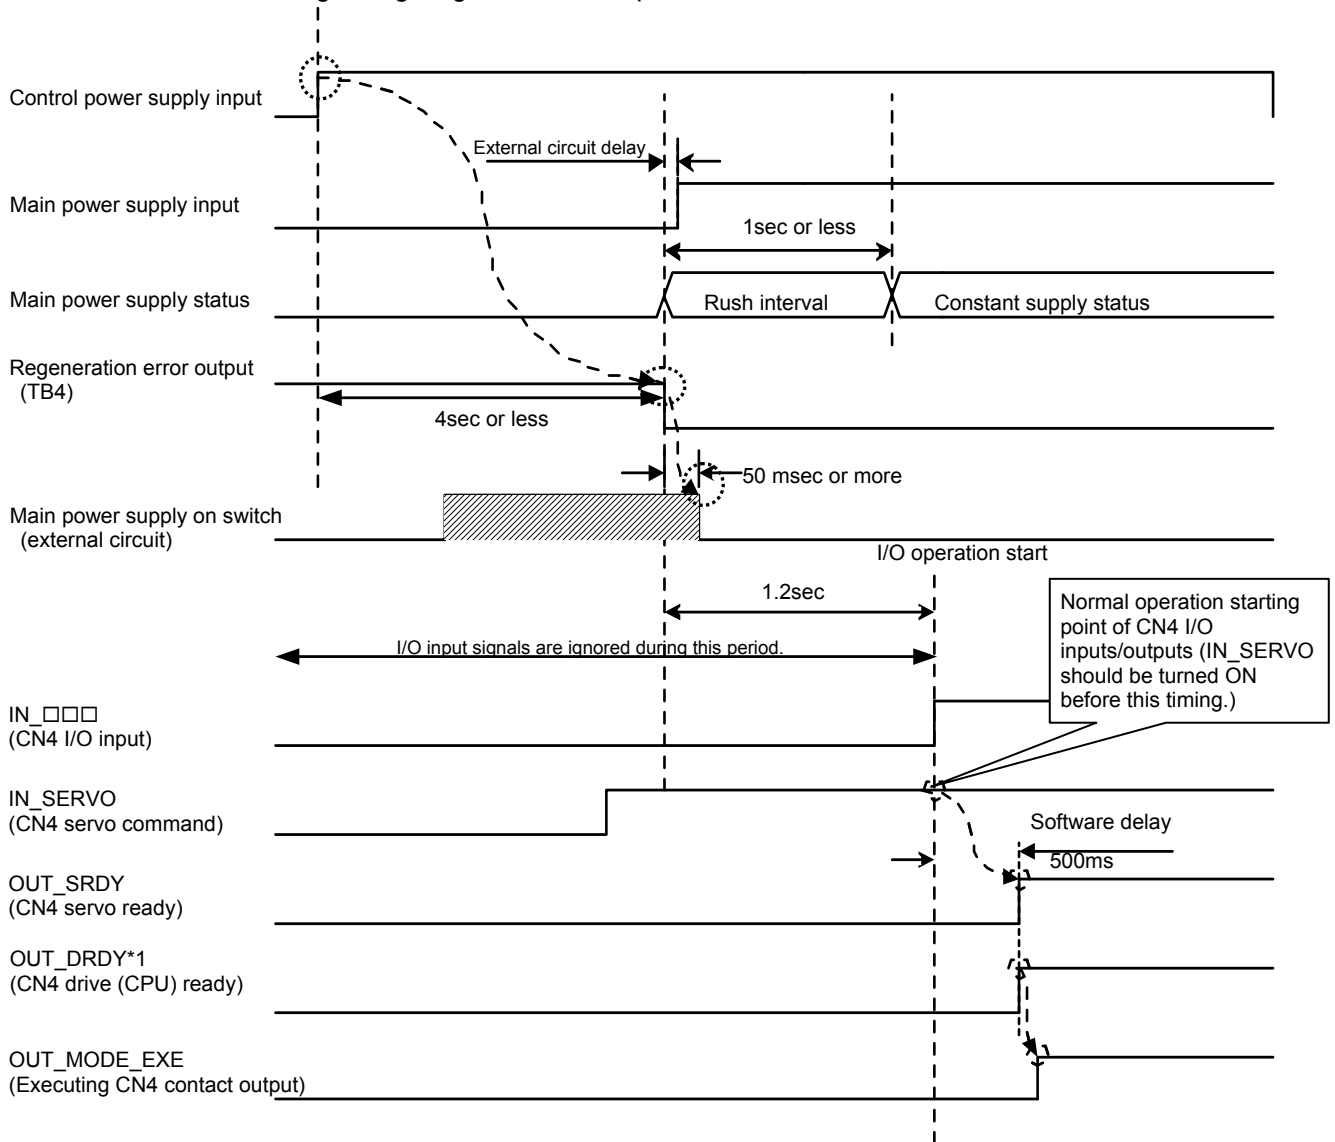 Control power supply input
External circuit delay
Main power supply input
1sec or less
Main power supply status
Rush interval
Constant supply status
Regeneration error output
(TB4)
4sec or less
50 msec or more
Main power supply on switch
(external circuit)
I/O operation start
1.2sec
Normal operation starting
point of CN4 I/O
inputs/outputs (IN_SERVO
should be turned ON
before this timing.)
I/O input signals are ignored during this period.
IN_□□□
(CN4 I/O input)
IN_SERVO
(CN4 servo command)
Software delay
500ms
OUT_SRDY
(CN4 servo ready)
OUT_DRDY*1
(CN4 drive (CPU) ready)
OUT_MODE_EXE
(Executing CN4 contact output)